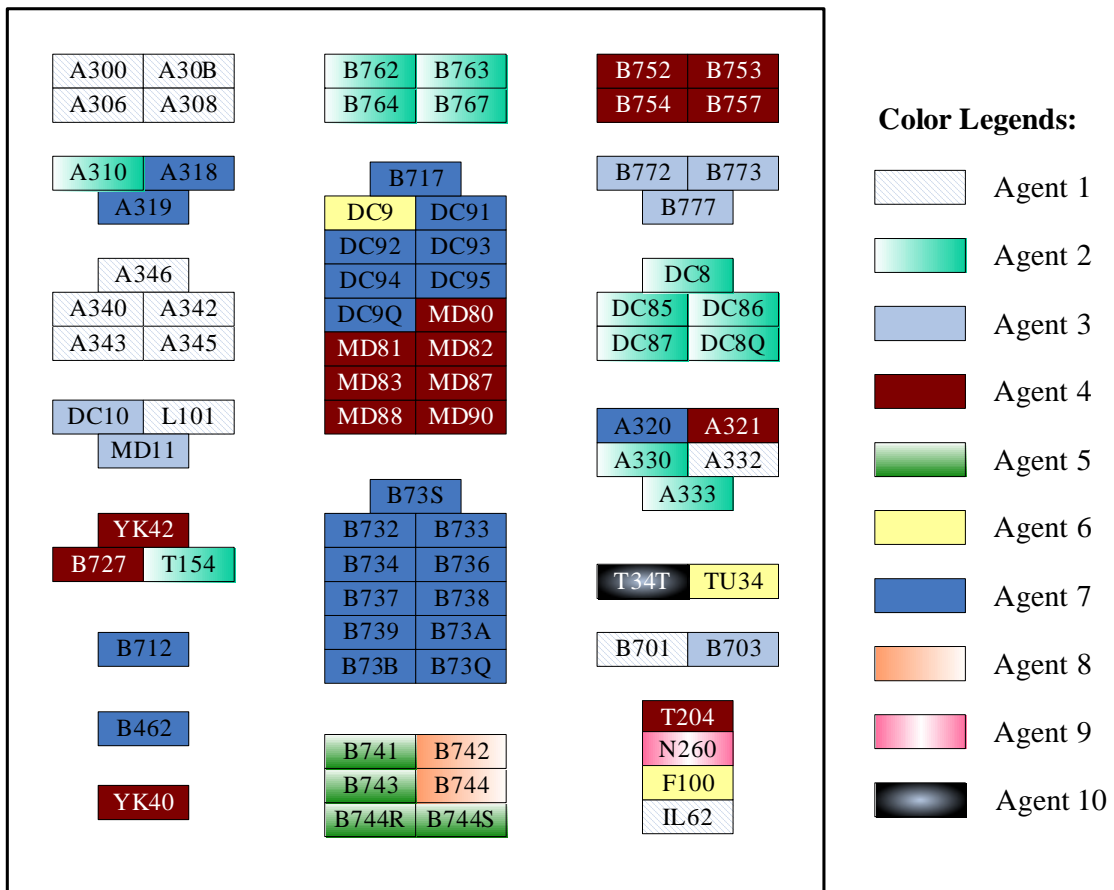 A300 A30B
A306 A308
A310 A318
A319
A346
A340 A342
A343 A345
DC10 L101
MD11
YK42
B727 T154
B712
B462
YK40
B762 B763
B764 B767
B717
DC9 DC91
DC92 DC93
DC94 DC95
DC9Q MD80
MD81 MD82
MD83 MD87
MD88 MD90
B73S
B732 B733
B734 B736
B737 B738
B739 B73A
B73B B73Q
B741 B742
B743 B744
B744R B744S
B752 B753
B754 B757
B772 B773
B777
DC8
DC85 DC86
DC87 DC8Q
A320 A321
A330 A332
A333
T34T TU34
B701 B703
T204
N260
F100
IL62
Color Legends:
Agent 1
Agent 2
Agent 3
Agent 4
Agent 5
Agent 6
Agent 7
Agent 8
Agent 9
Agent 10